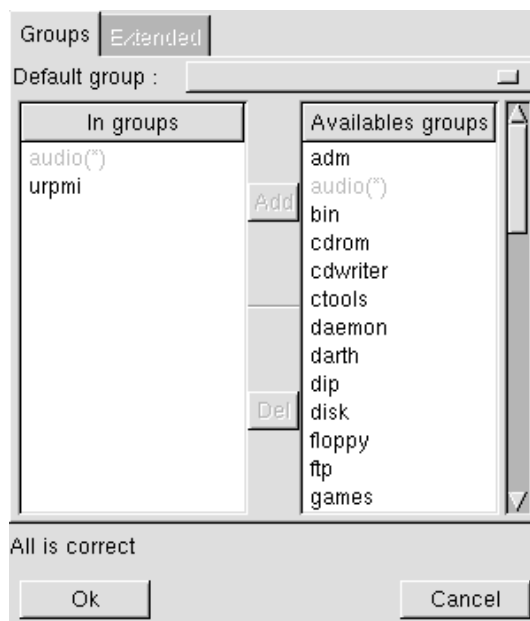 Groups Extended
Default group :
In groups
audio(*)
urpmi
Add
Del
Availables groups
adm
audio(*)
bin
cdrom
cdwriter
ctools
daemon
darth
dip
disk
floppy
ftp
games
All is correct
Ok Cancel